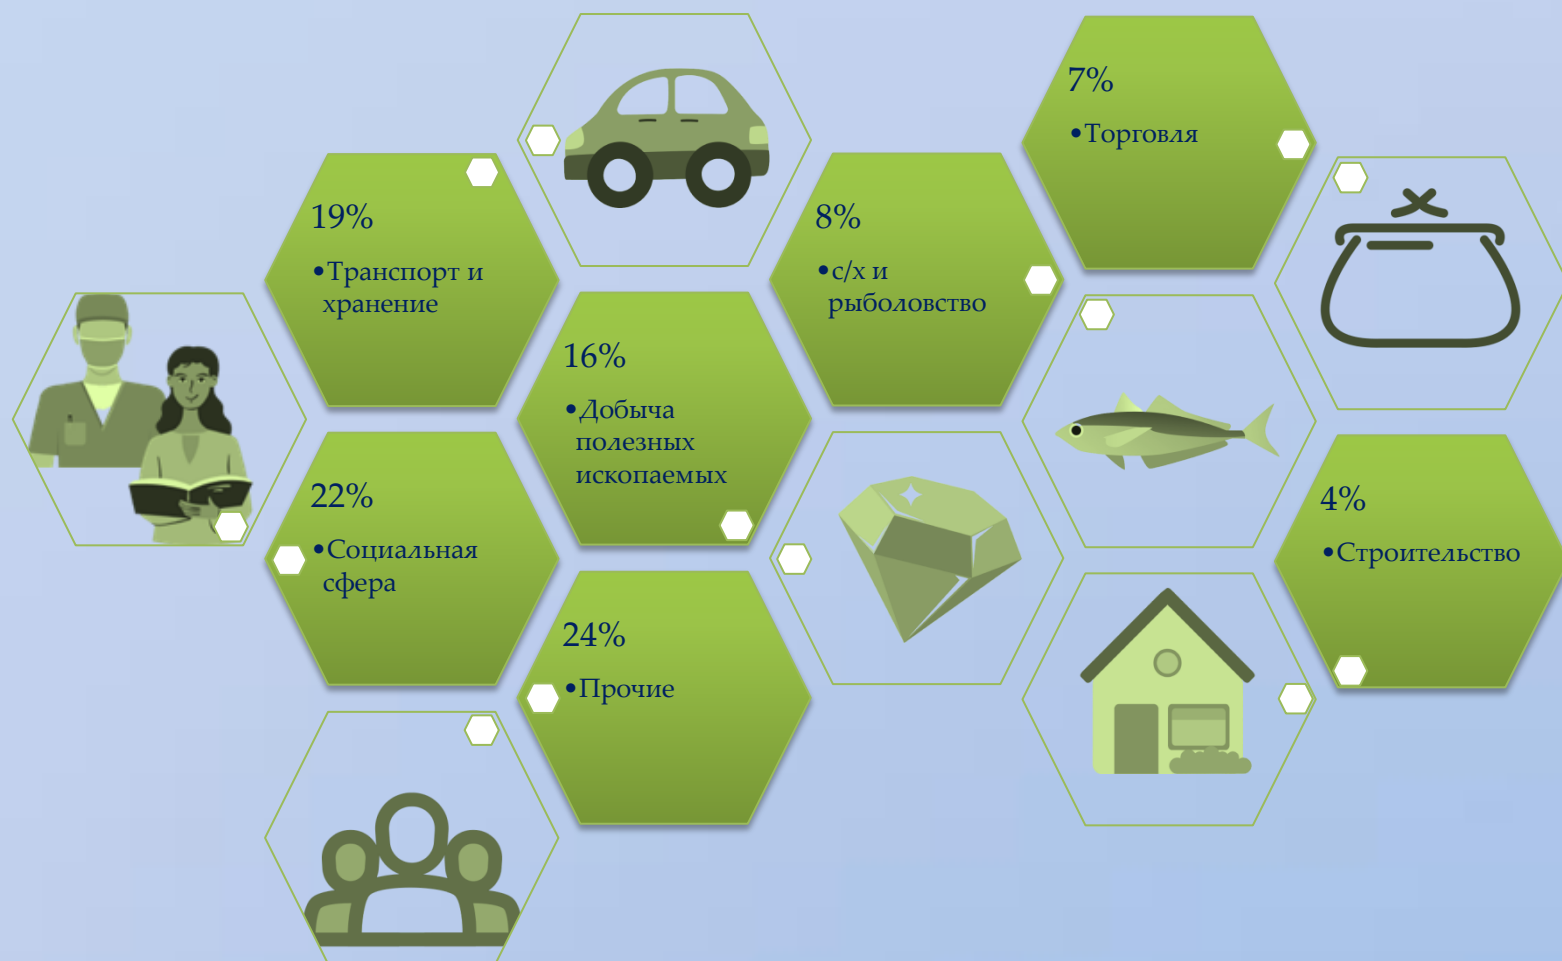 7%
•Торговля
19%
•Транспорт и
хранение
8%
•с/х и
рыболовство
16%
•Добыча
полезных
ископаемых
22%
•Социальная
сфера
4%
•Строительство
24%
•Прочие